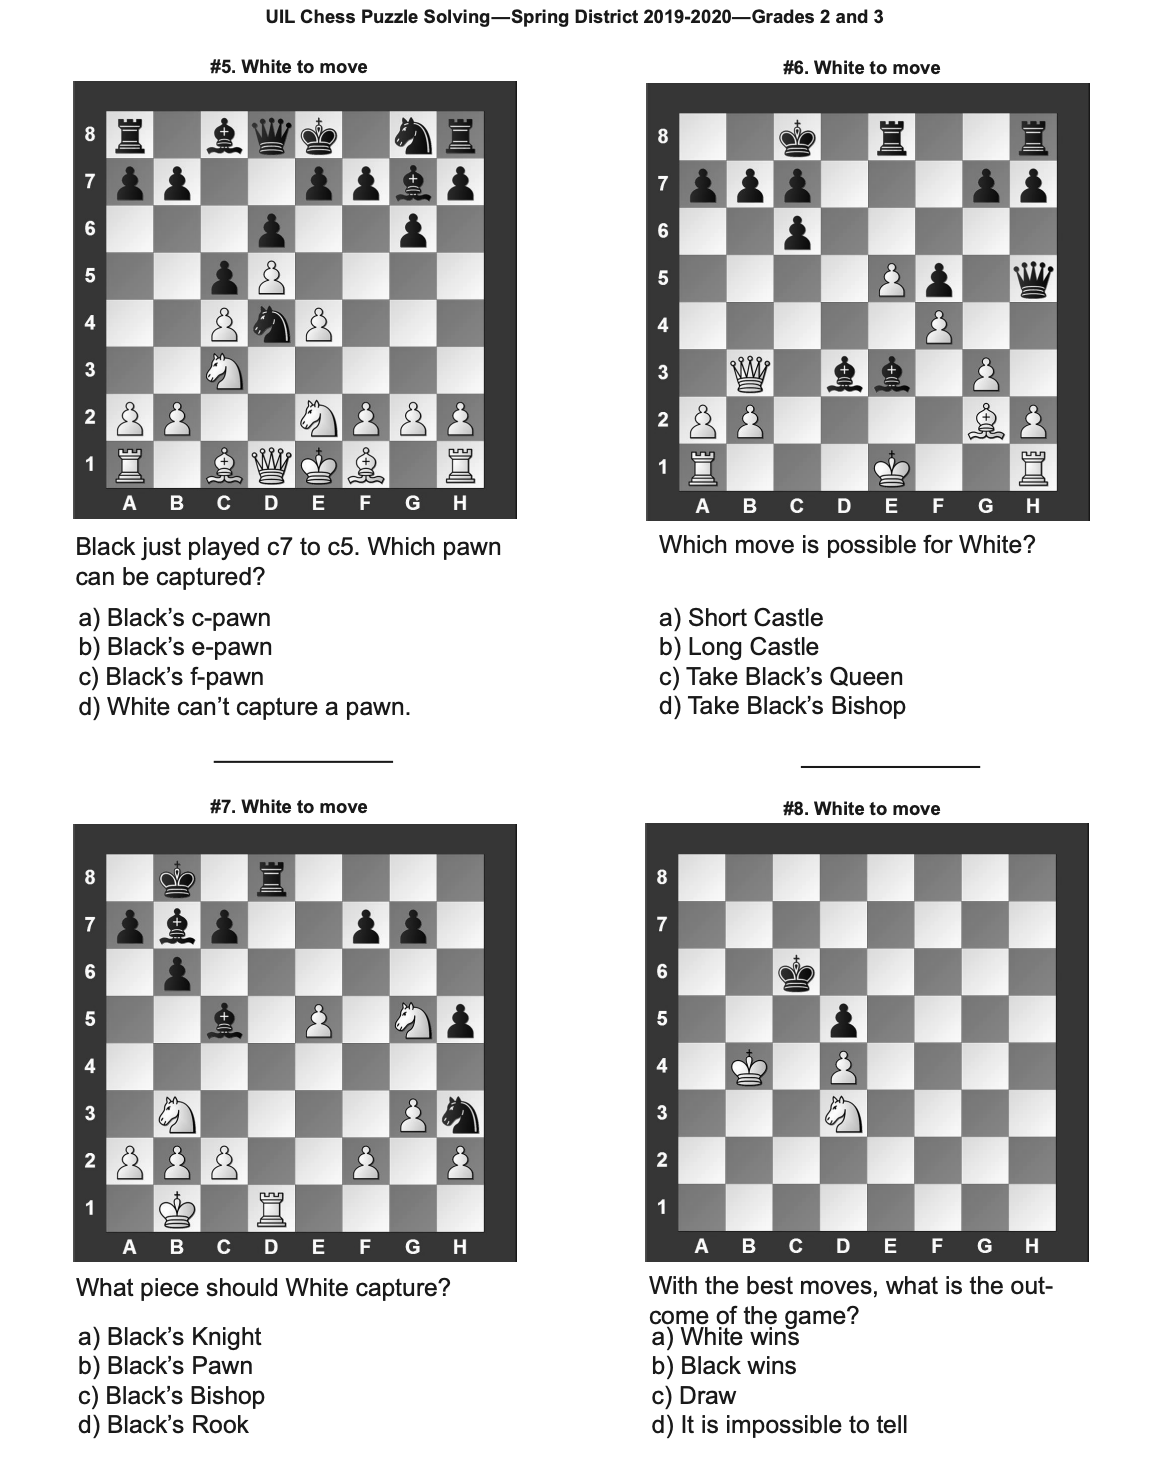 UIL Chess Puzzle Solving—Spring District 2019-2020—Grades 2 and 3
#5. White to move
8
7
6
5
4
3
2
1
A B C D E F G H
Black just played c7 to c5. Which pawn
can be captured?
a) Black’s c-pawn
b) Black’s e-pawn
c) Black’s f-pawn
d) White can’t capture a pawn.
#6. White to move
8
7
6
5
4
3
2
1
A B C D E F G H
Which move is possible for White?
a) Short Castle
b) Long Castle
c) Take Black’s Queen
d) Take Black’s Bishop
#7. White to move
8
7
6
5
4
3
2
1
A B C D E F G H
What piece should White capture?
a) Black’s Knight
b) Black’s Pawn
c) Black’s Bishop
d) Black’s Rook
#8. White to move
8
7
6
5
4
3
2
1
A B C D E F G H
With the best moves, what is the out-
come of the game?
a) White wins
b) Black wins
c) Draw
d) It is impossible to tell